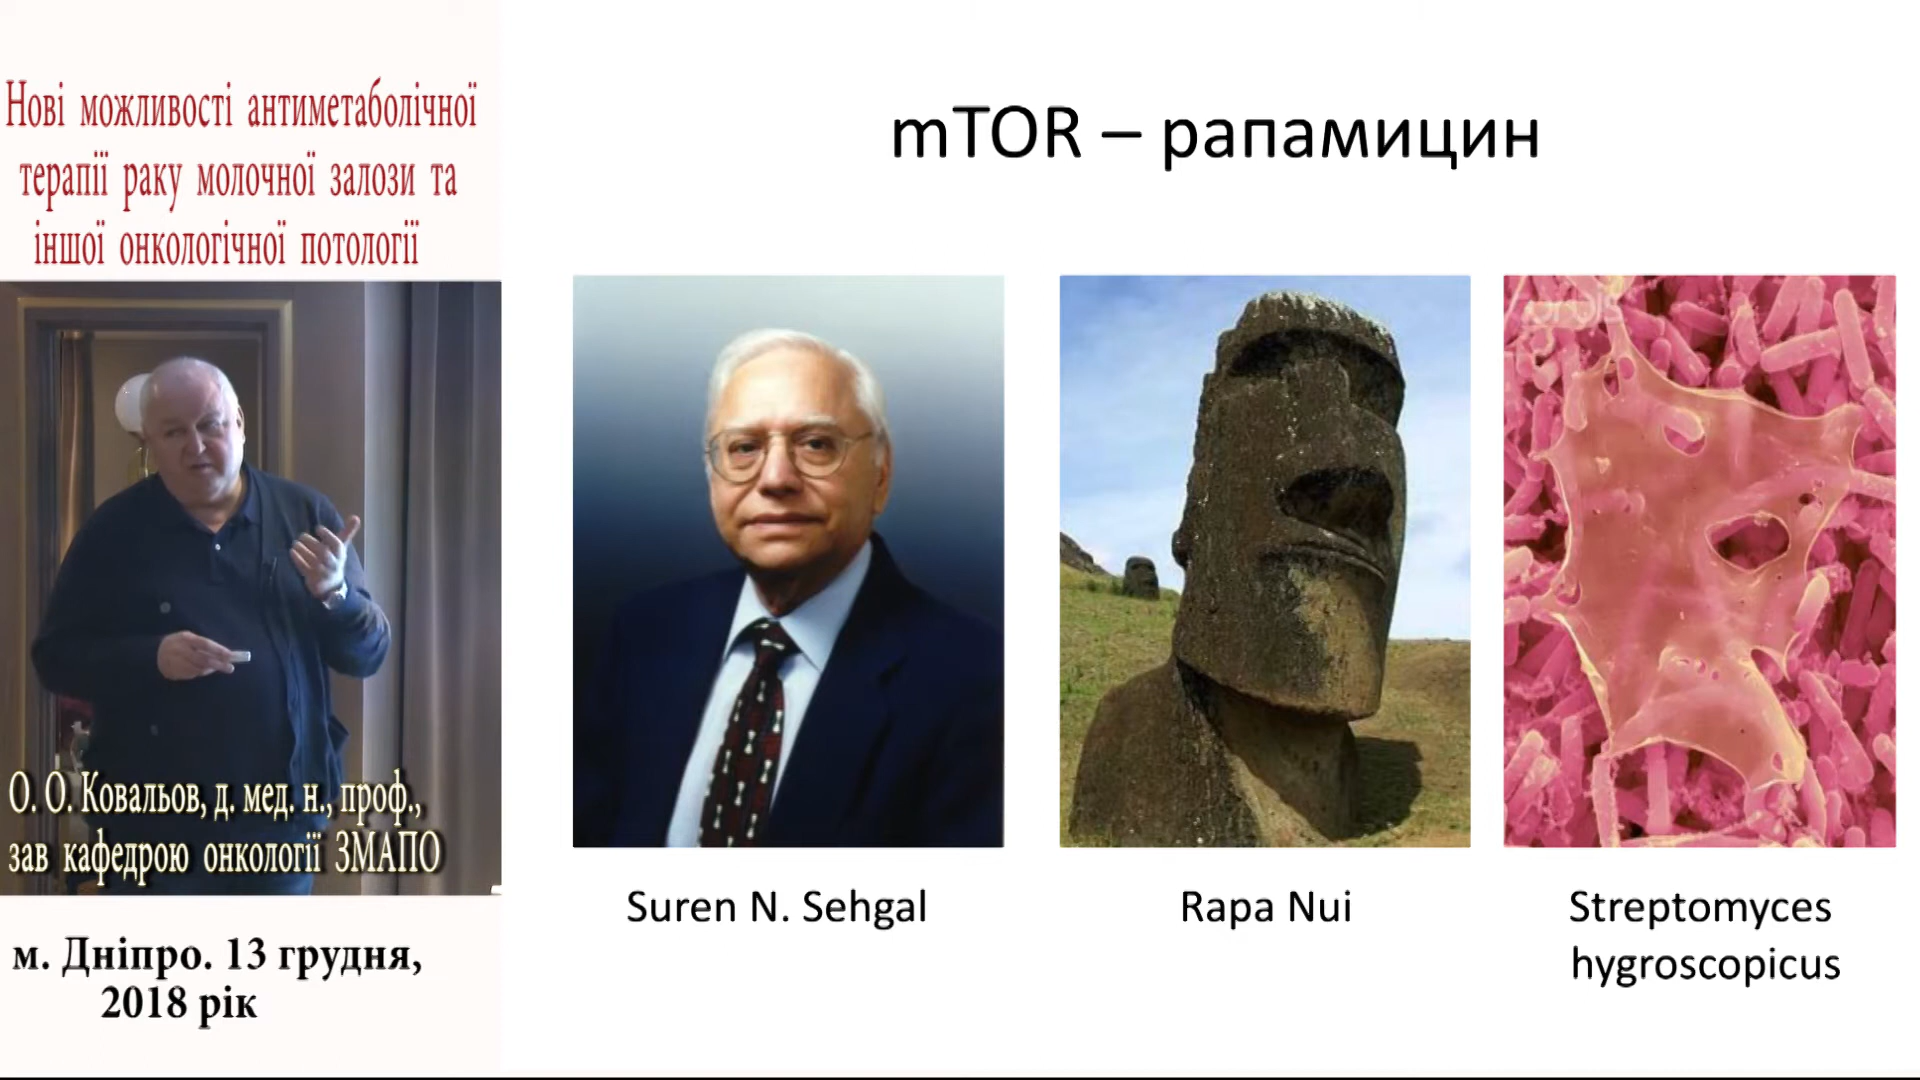 Нові можливості антиметаболічної
терапії раку молочної залози та
іншої онкологічної потології
О. О. Ковальов, д. мед. н., проф.,
зав кафедрою онкології ЗМАПО
м. Дніпро. 13 грудня,
2018 рік
mTOR – рапамицин
Suren N. Sehgal
Rapa Nui
Streptomyces
hygroscopicus